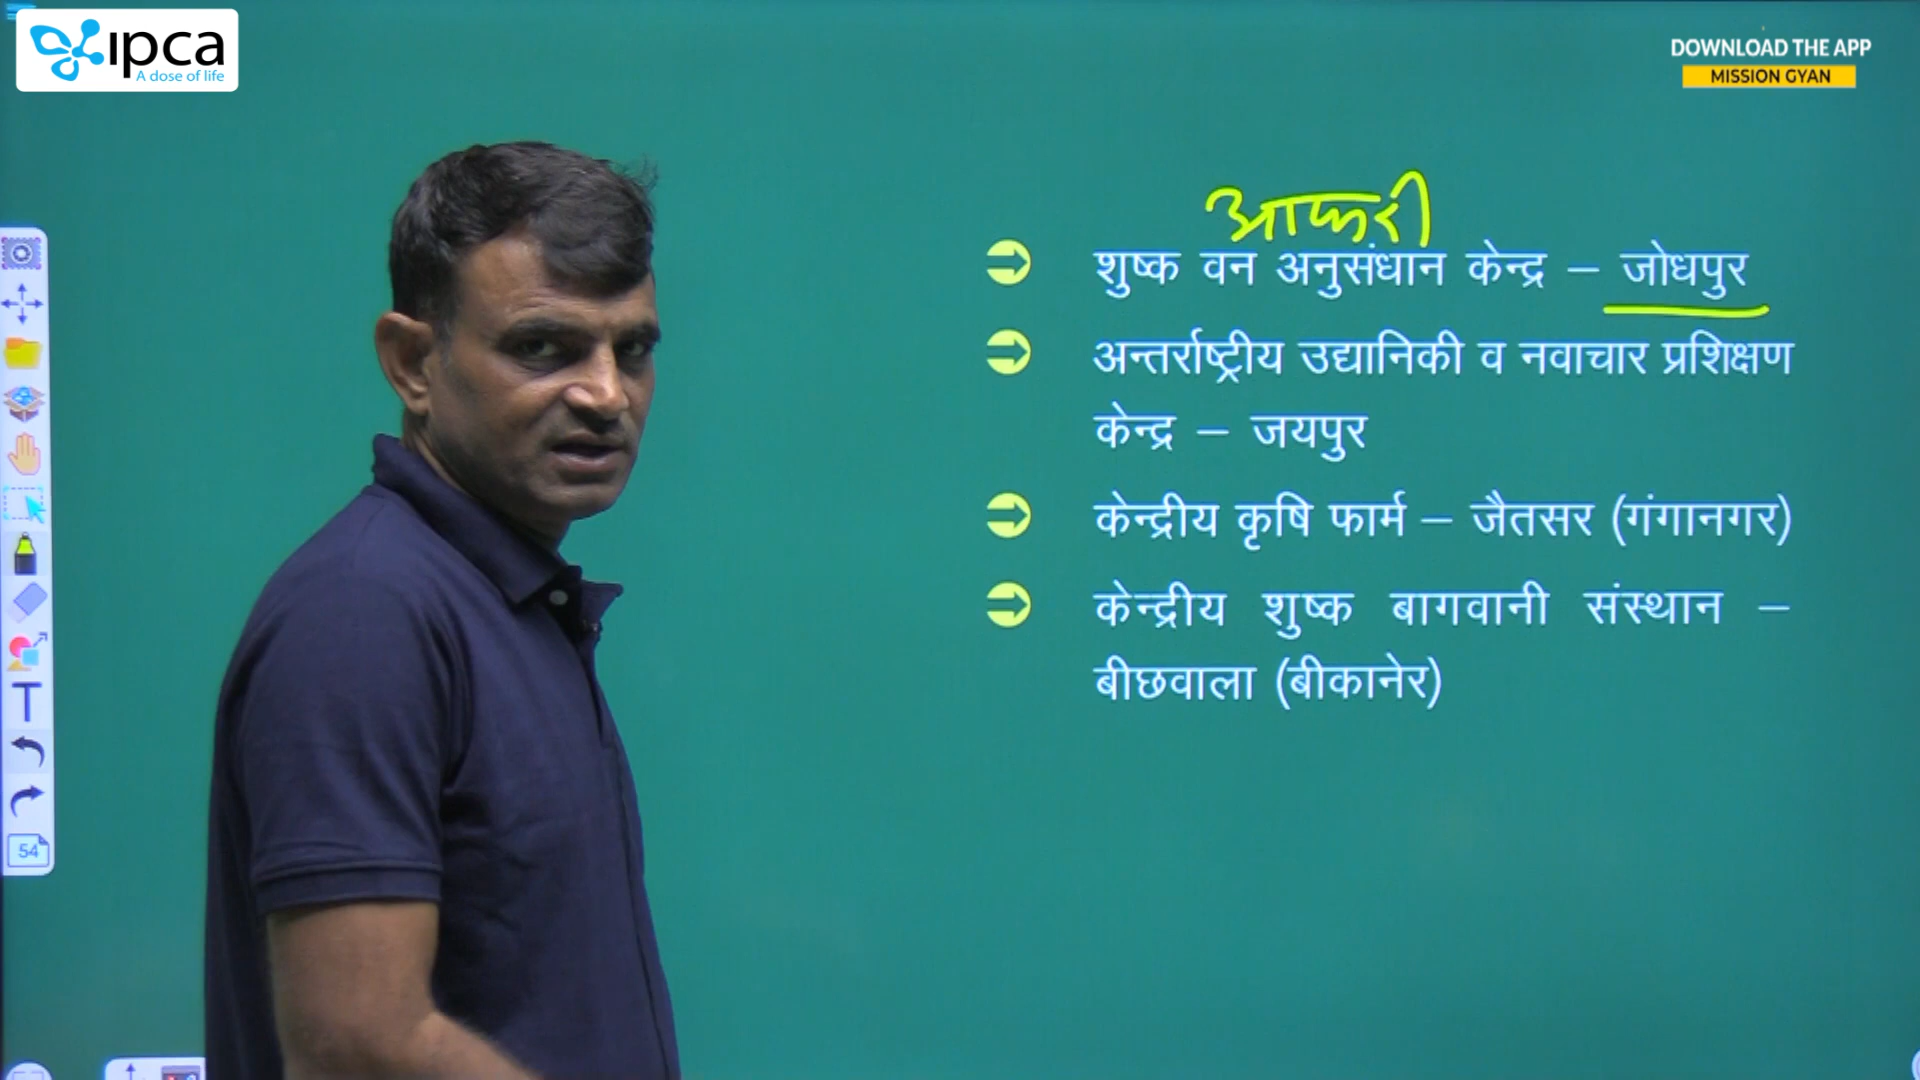 ipca
A dose of life
DOWNLOAD THE APP
MISSION GYAN
आफरी
शुष्क वन अनुसंधान केन्द्र – जोधपुर
अन्तर्राष्ट्रीय उद्यानिकी व नवाचार प्रशिक्षण
केन्द्र – जयपुर
केन्द्रीय कृषि फार्म – जैतसर (गंगानगर)
केन्द्रीय शुष्क बागवानी संस्थान –
बीछवाला (बीकानेर)
T
54